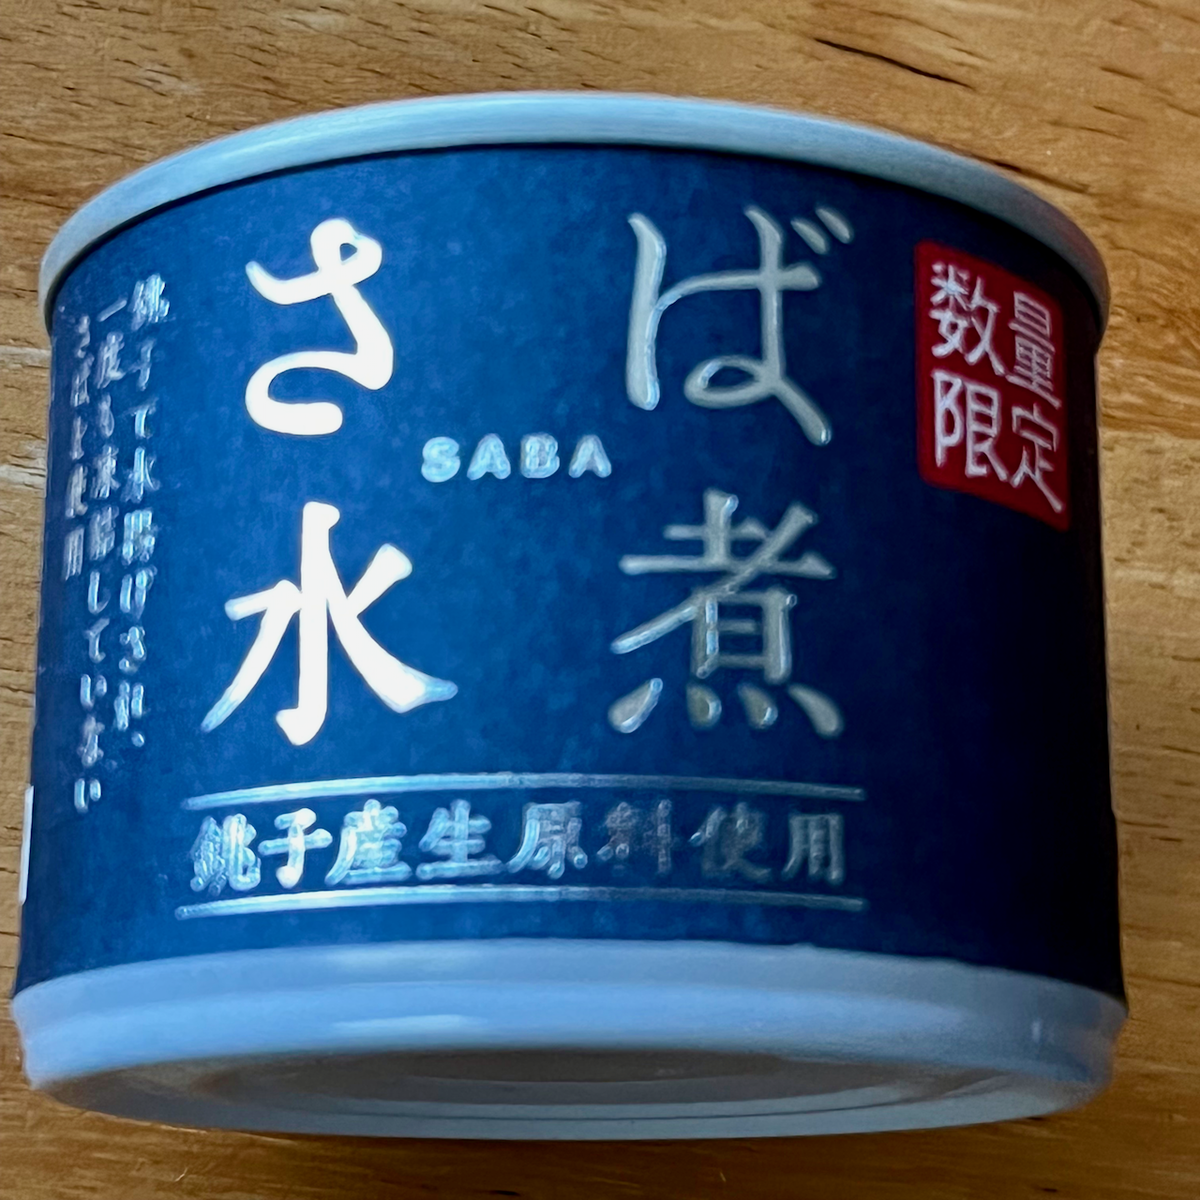 さば
SABA
水煮
数量
限定
銚子産生原料使用
銚子で水揚げされ、
一度も凍結していない
さばを使用